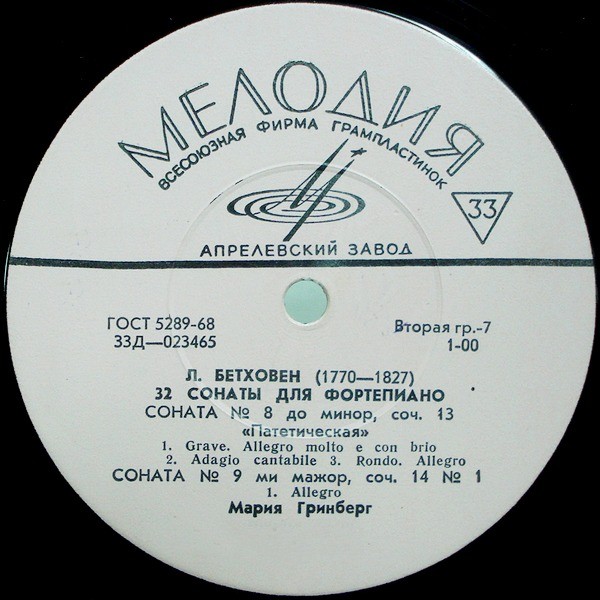 МЕЛОДИЯ
ВСЕСОЮЗНАЯ ФИРМА ГРАМПЛАСТИНОК
33
АПРЕЛЕВСКИЙ ЗАВОД
ГОСТ 5289-68
33Д—023465
Вторая гр.-7
1-00
Л. БЕТХОВЕН (1770—1827)
32 СОНАТЫ ДЛЯ ФОРТЕПИАНО
СОНАТА № 8 до минор, соч. 13
«Патетическая»
1. Grave. Allegro molto e con brio
2. Adagio cantabile 3. Rondo. Allegro
СОНАТА № 9 ми мажор, соч. 14 № 1
1. Allegro
Мария Гринберг